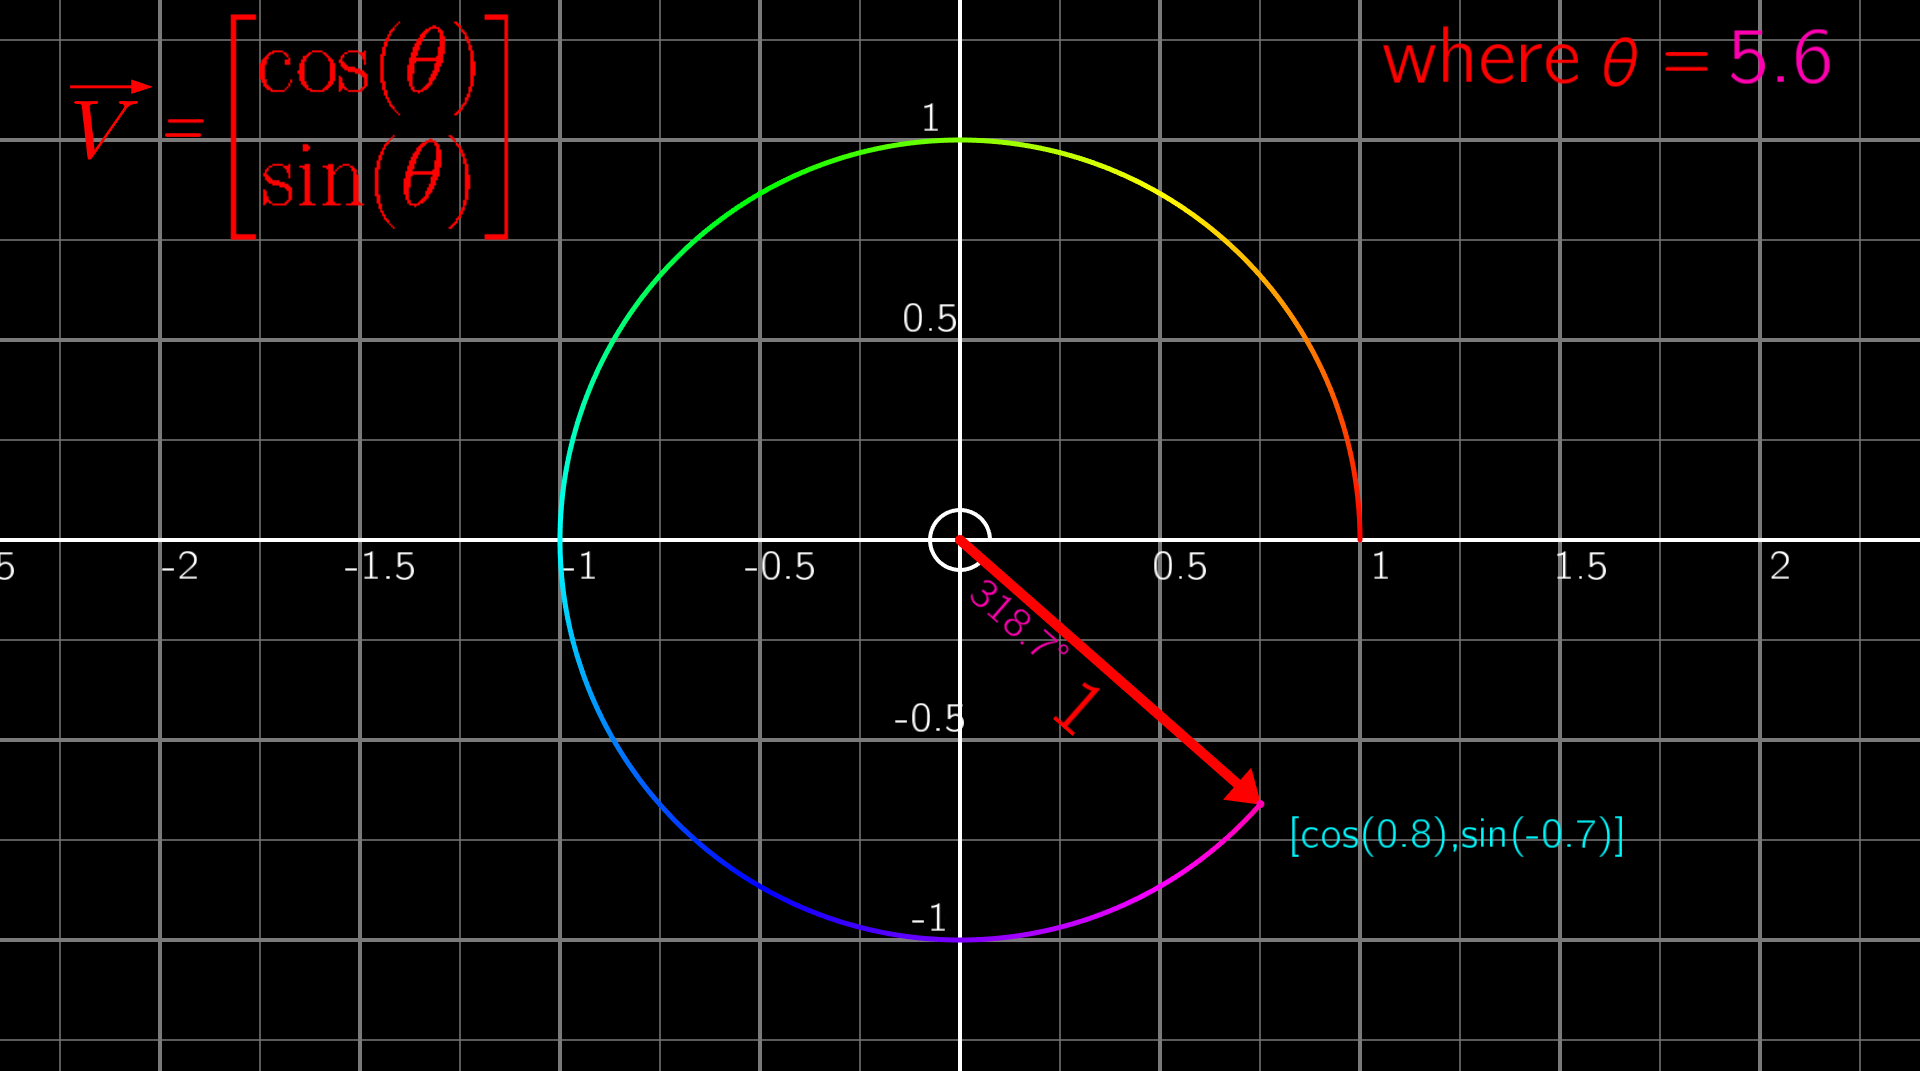 V = [cos(θ)
sin(θ)]
where θ = 5.6
1
0.5
5 -2 -1.5 -1 -0.5 0.5 1 1.5 2
318.7°
1
-0.5
[cos(0.8),sin(-0.7)]
-1